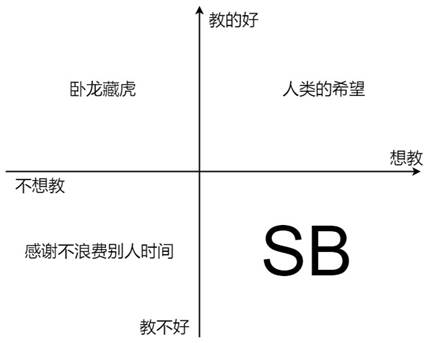 教的好
卧龙藏虎
人类的希望
想教
不想教
感谢不浪费别人时间
SB
教不好